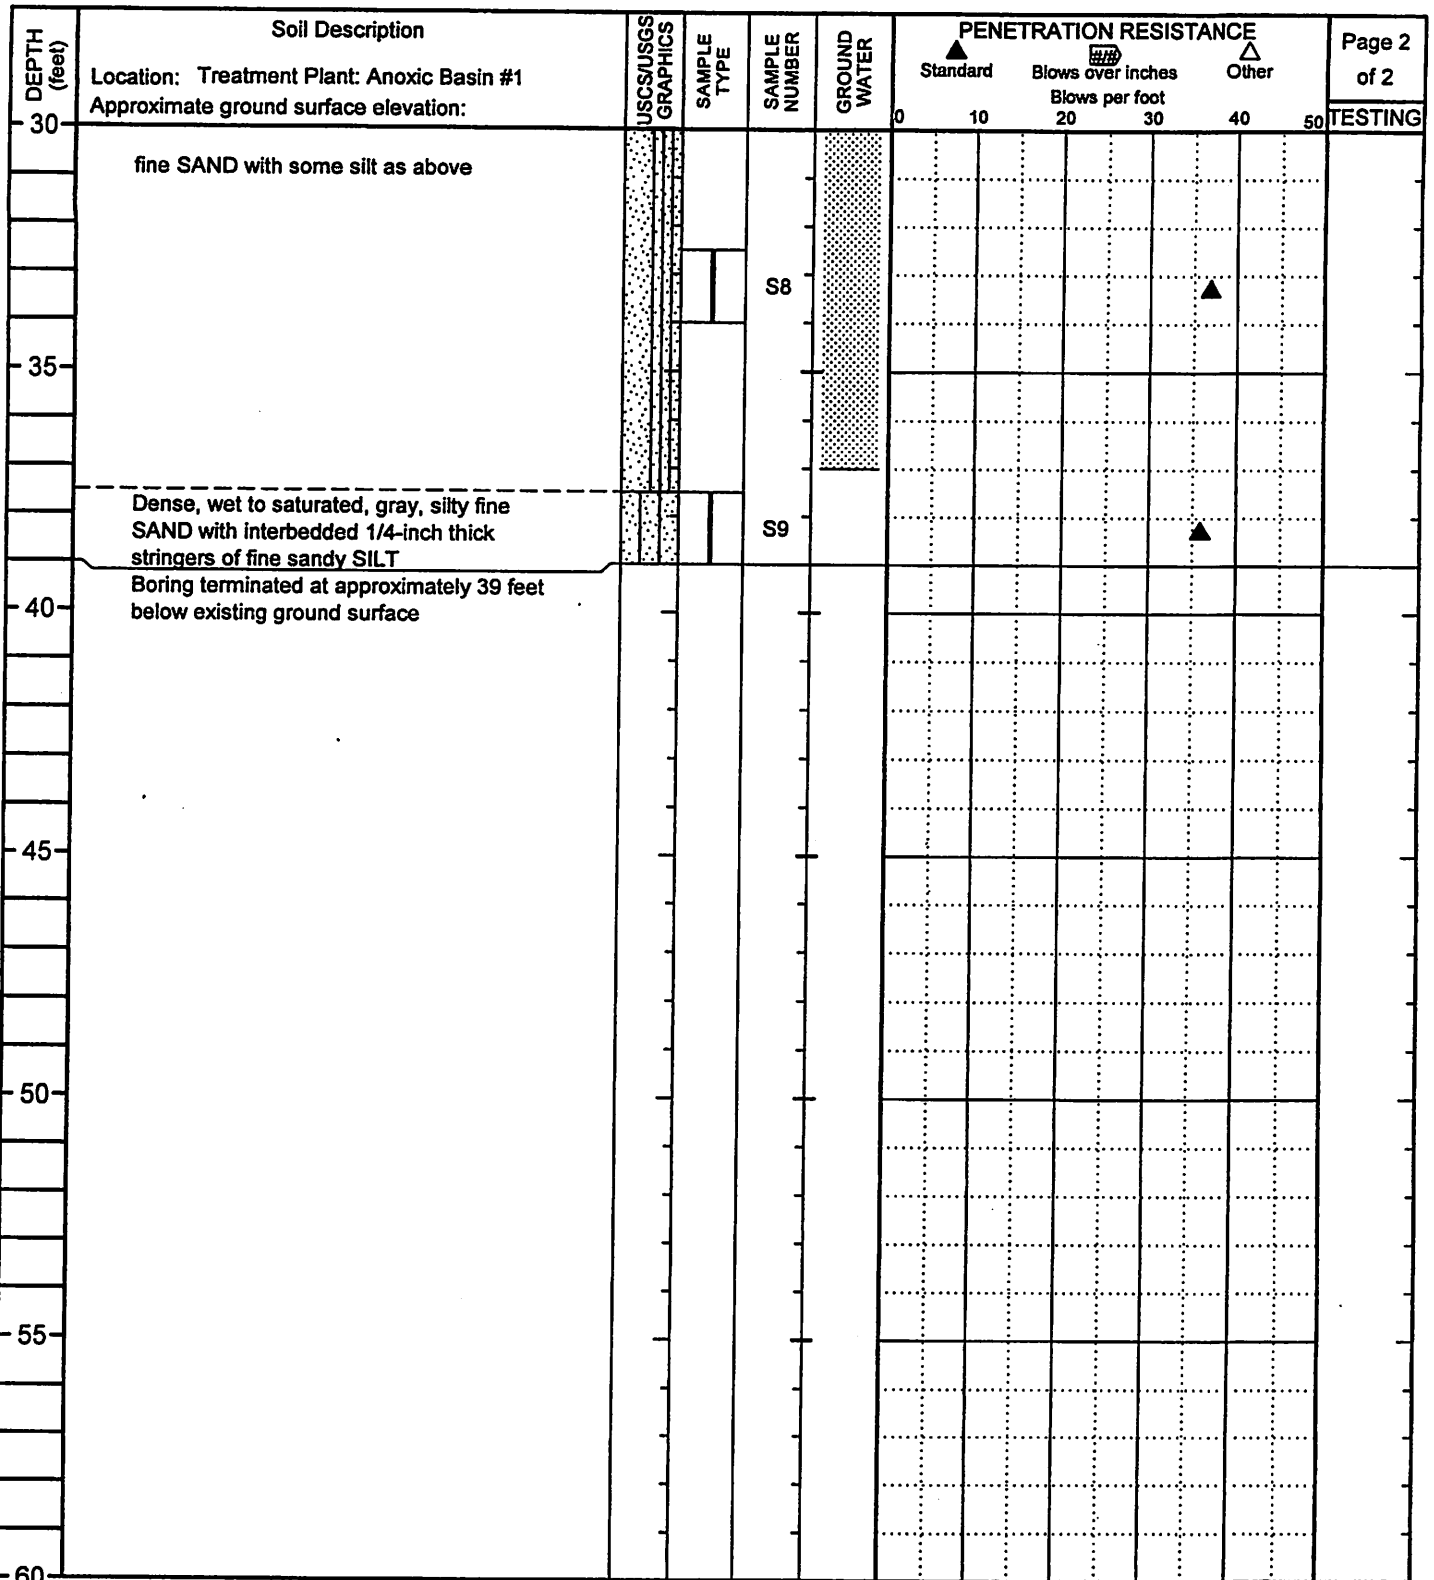 DEPTH
(feet)
Soil Description
Location: Treatment Plant: Anoxic Basin #1
Approximate ground surface elevation:
USCS/USGS
GRAPHICS
SAMPLE
TYPE
SAMPLE
NUMBER
GROUND
WATER
PENETRATION RESISTANCE
Standard
##
Blows over inches
Other
Blows per foot
0 10 20 30 40 50
Page 2
of 2
TESTING
30
fine SAND with some silt as above
S8
35
Dense, wet to saturated, gray, silty fine
SAND with interbedded 1/4-inch thick
stringers of fine sandy SILT
S9
Boring terminated at approximately 39 feet
below existing ground surface
40
45
50
55
60